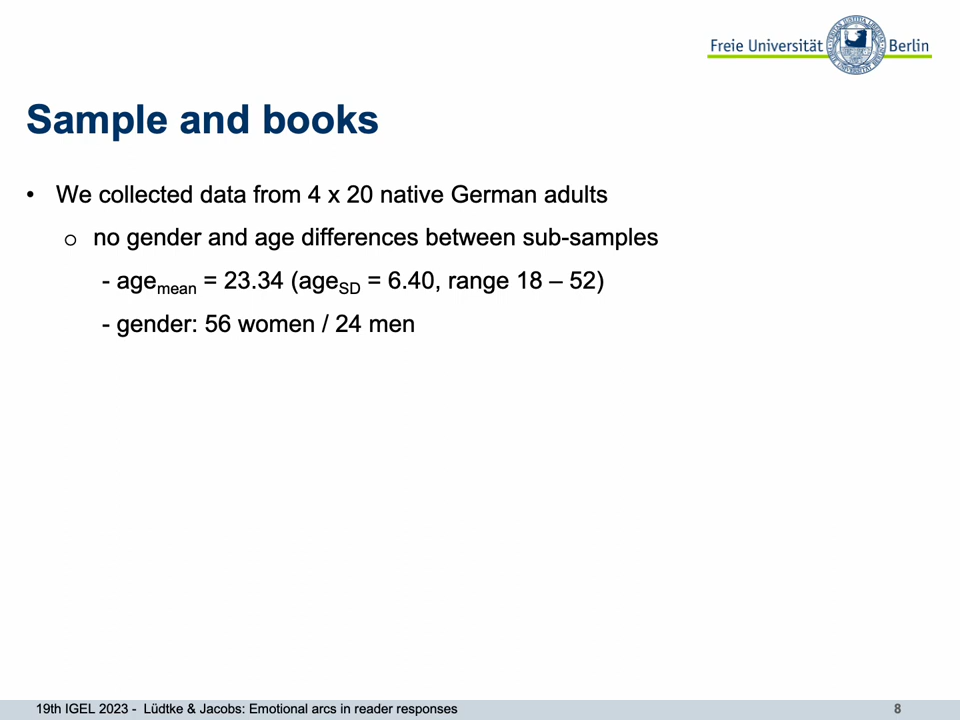 Freie Universität Berlin
Sample and books
• We collected data from 4 x 20 native German adults
o no gender and age differences between sub-samples
- agemean = 23.34 (ageSD = 6.40, range 18 – 52)
- gender: 56 women / 24 men
19th IGEL 2023 - Lüdtke & Jacobs: Emotional arcs in reader responses 8